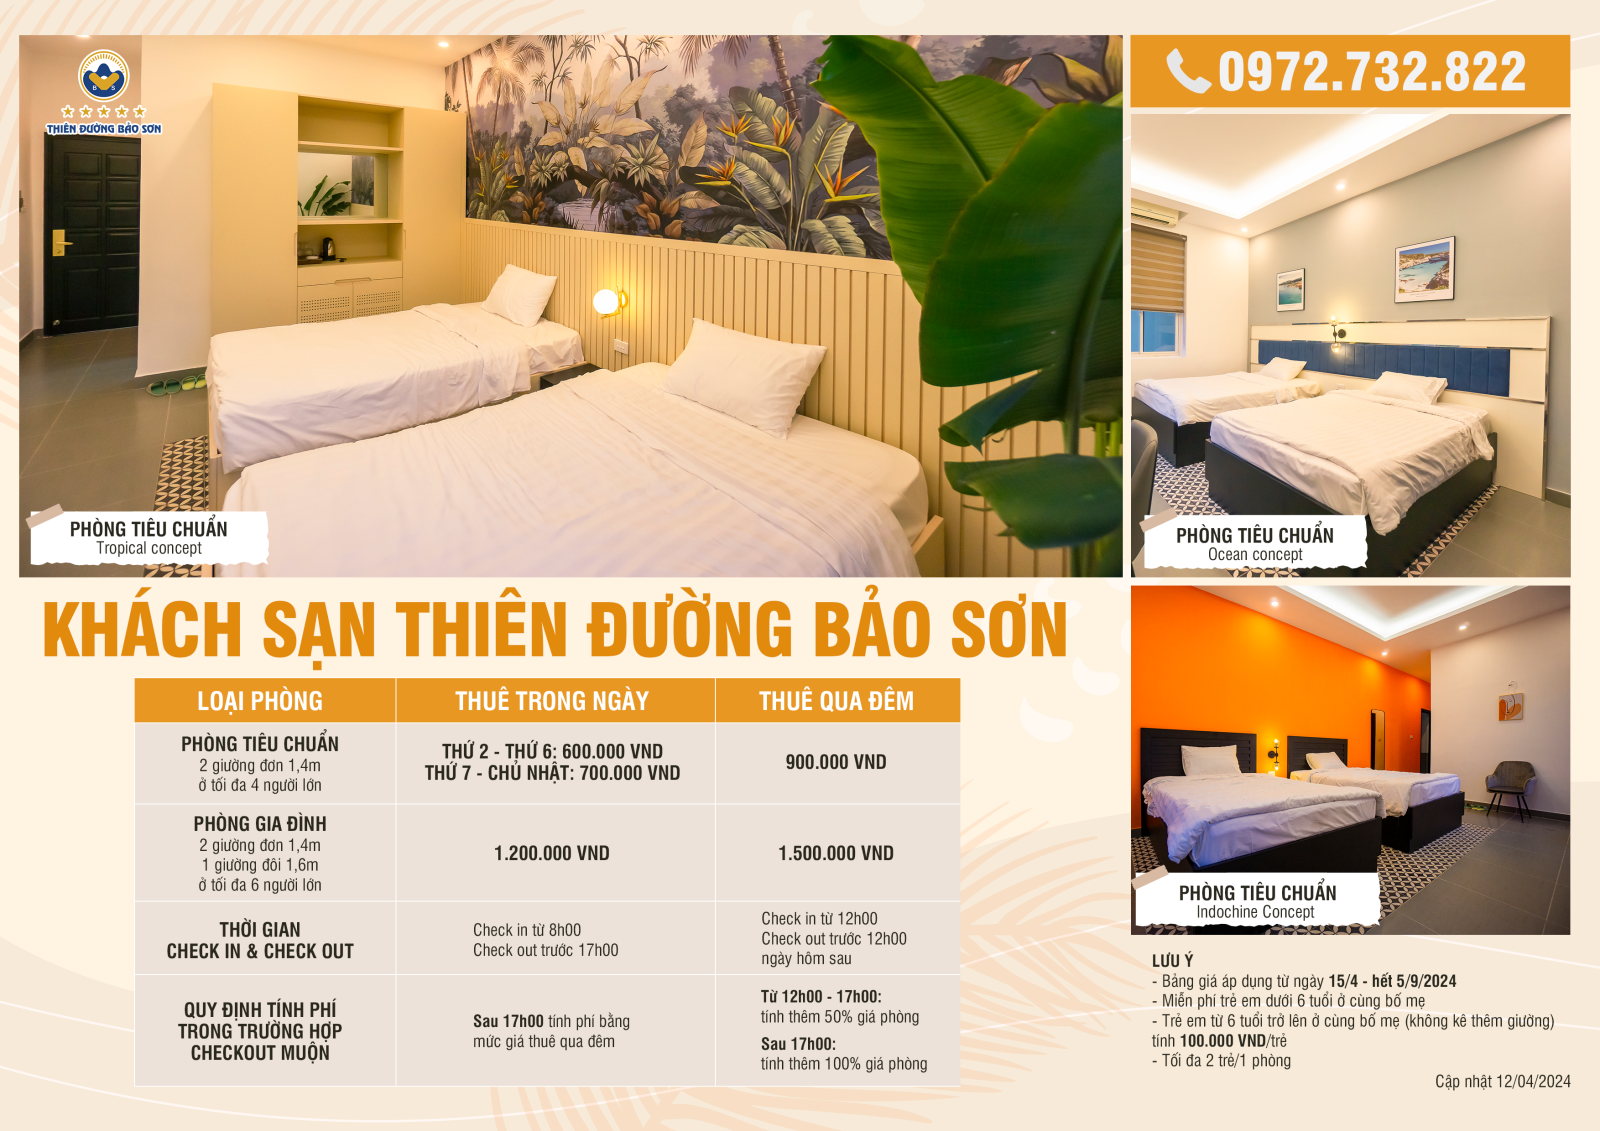 B S
THIÊN ĐƯỜNG BẢO SƠN
0972.732.822
PHÒNG TIÊU CHUẨN
Tropical concept
PHÒNG TIÊU CHUẨN
Ocean concept
KHÁCH SẠN THIÊN ĐƯỜNG BẢO SƠN
LOẠI PHÒNG
THUÊ TRONG NGÀY
THUÊ QUA ĐÊM
PHÒNG TIÊU CHUẨN
2 giường đơn 1,4m
ở tối đa 4 người lớn
THỨ 2 - THỨ 6: 600.000 VND
THỨ 7 - CHỦ NHẬT: 700.000 VND
900.000 VND
PHÒNG GIA ĐÌNH
2 giường đơn 1,4m
1 giường đôi 1,6m
ở tối đa 6 người lớn
1.200.000 VND
1.500.000 VND
THỜI GIAN
CHECK IN & CHECK OUT
Check in từ 8h00
Check out trước 17h00
Check in từ 12h00
Check out trước 12h00
ngày hôm sau
QUY ĐỊNH TÍNH PHÍ
TRONG TRƯỜNG HỢP
CHECKOUT MUỘN
Sau 17h00 tính phí bằng
mức giá thuê qua đêm
Từ 12h00 - 17h00:
tính thêm 50% giá phòng
Sau 17h00:
tính thêm 100% giá phòng
PHÒNG TIÊU CHUẨN
Indochine Concept
LƯU Ý
- Bảng giá áp dụng từ ngày 15/4 - hết 5/9/2024
- Miễn phí trẻ em dưới 6 tuổi ở cùng bố mẹ
- Trẻ em từ 6 tuổi trở lên ở cùng bố mẹ (không kê thêm giường)
tính 100.000 VND/trẻ
- Tối đa 2 trẻ/1 phòng
Cập nhật 12/04/2024